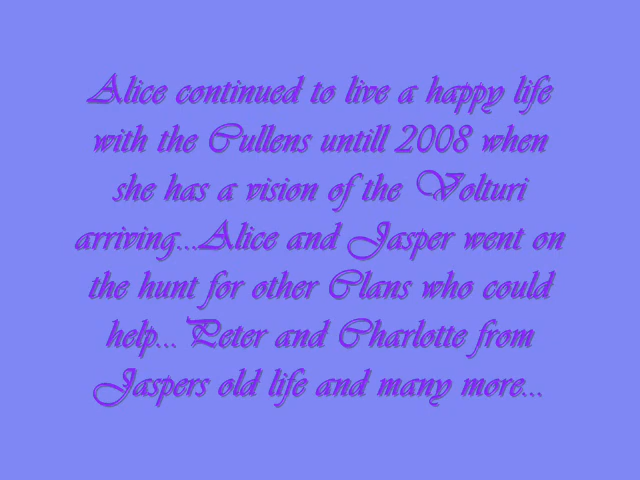 Alice continued to live a happy life
with the Cullens untill 2008 when
she has a vision of the Volturi
arriving...Alice and Jasper went on
the hunt for other Clans who could
help... Peter and Charlotte from
Jaspers old life and many more...